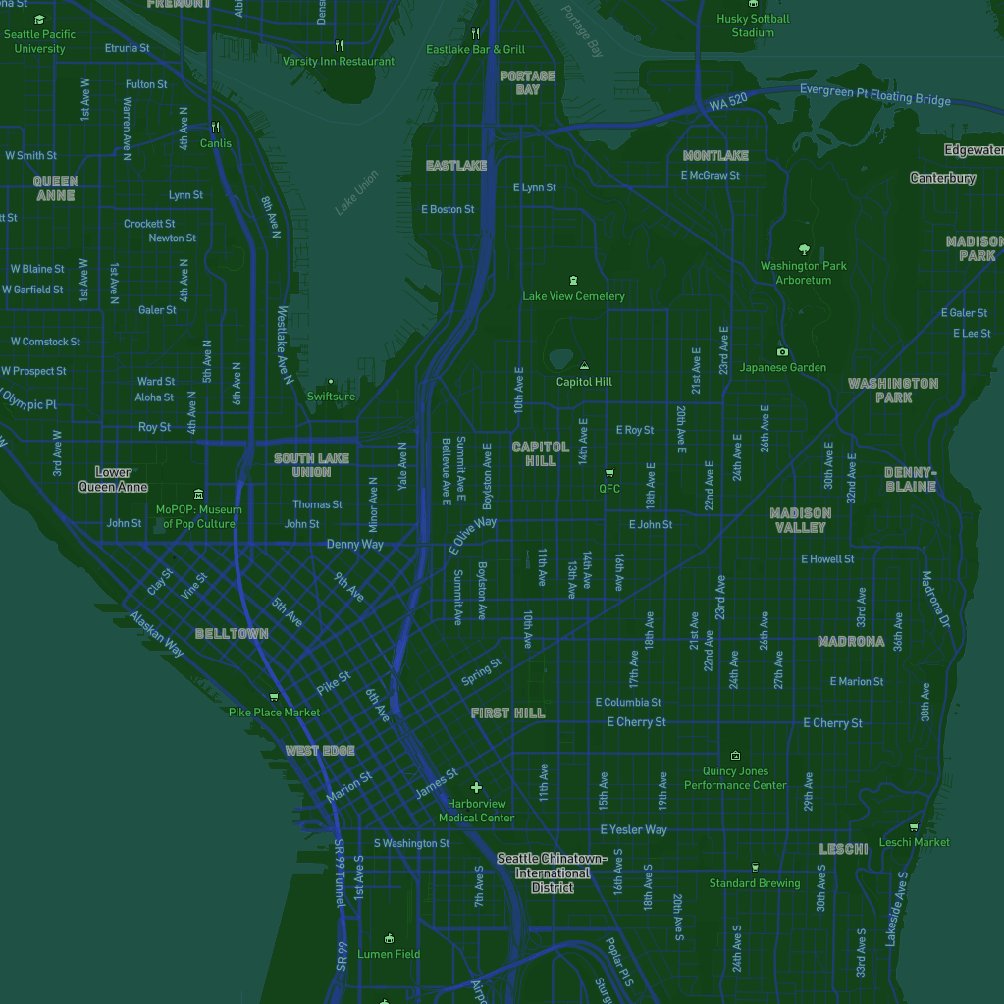 FREMONT
Seattle Pacific
University
Etruria St
Varsity Inn Restaurant
Eastlake Bar & Grill
Portage Bay
Husky Softball
Stadium
PORTAGE
BAY
Fulton St
1st Ave W
Warren Ave N
4th Ave N
Canlis
WA 520
Evergreen Pt Floating Bridge
W Smith St
QUEEN
ANNE
EASTLAKE
MONTLAKE
E McGraw St
Edgewater
Canterbury
Lynn St
E Lynn St
Lake Union
8th Ave N
E Boston St
Crockett St
Newton St
MADISON
PARK
W Blaine St
W Garfield St
1st Ave W
1st Ave N
4th Ave N
Galer St
Washington Park
Arboretum
Lake View Cemetery
Westlake Ave N
E Galer St
E Lee St
W Comstock St
5th Ave N
6th Ave N
W Prospect St
Olympic Pl
Ward St
Aloha St
4th Ave N
Swiftsure
10th Ave E
Capitol Hill
21st Ave E
23rd Ave E
Japanese Garden
WASHINGTON
PARK
Roy St
3rd Ave W
SOUTH LAKE
UNION
Yale Ave N
Bellevue Ave E
Summit Ave E
Boylston Ave E
CAPITOL
HILL
14th Ave E
E Roy St
20th Ave E
26th Ave E
24th Ave E
30th Ave E
32nd Ave E
Lower
Queen Anne
MoPOP: Museum
of Pop Culture
Minor Ave N
Thomas St
QFC
18th Ave E
22nd Ave E
DENNY-
BLAINE
MADISON
VALLEY
John St
John St
E Olive Way
E John St
Denny Way
E Howell St
Clay St
Vine St
9th Ave
5th Ave
Summit Ave
Boylston Ave
11th Ave
13th Ave
14th Ave
16th Ave
23rd Ave
33rd Ave
Madrona Dr
Alaskan Way
BELLTOWN
10th Ave
18th Ave
21st Ave
22nd Ave
26th Ave
MADRONA
36th Ave
Pike St
Spring St
17th Ave
24th Ave
27th Ave
E Marion St
38th Ave
Pike Place Market
6th Ave
FIRST HILL
E Columbia St
E Cherry St
E Cherry St
WEST EDGE
Marion St
James St
Harborview
Medical Center
11th Ave
15th Ave
19th Ave
Quincy Jones
Performance Center
29th Ave
E Yesler Way
Leschi Market
LESCHI
S Washington St
SR 99 Tunnel
1st Ave S
7th Ave S
Seattle Chinatown-
International
District
16th Ave S
18th Ave S
20th Ave S
Standard Brewing
30th Ave S
Lakeside Ave S
Lumen Field
SR 99
Poplar Pl S
24th Ave S
33rd Ave S